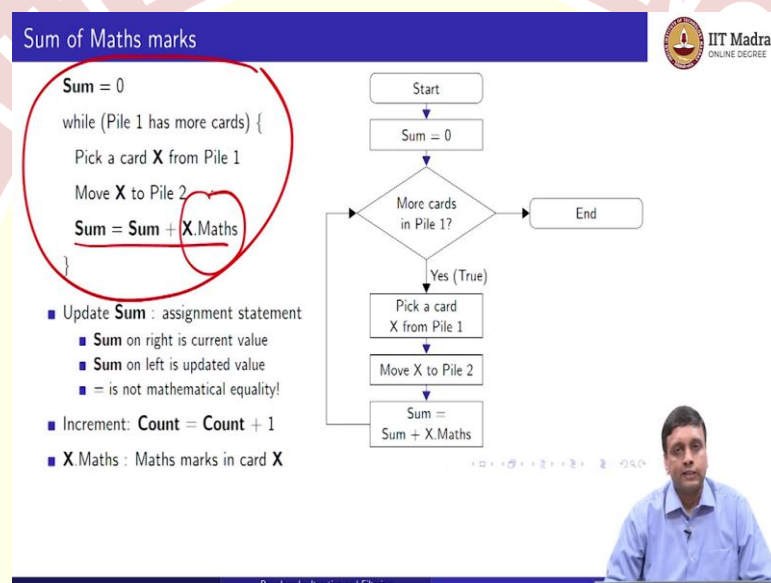 Sum of Maths marks
IIT Madra
ONLINE DEGREE
Sum = 0
while (Pile 1 has more cards) {
Pick a card X from Pile 1
Move X to Pile 2
Sum = Sum + X.Maths
}
■ Update Sum : assignment statement
■ Sum on right is current value
■ Sum on left is updated value
■ = is not mathematical equality!
■ Increment: Count = Count + 1
■ X.Maths : Maths marks in card X
Start
Sum = 0
More cards
in Pile 1?
End
Yes (True)
Pick a card
X from Pile 1
Move X to Pile 2
Sum =
Sum + X.Maths